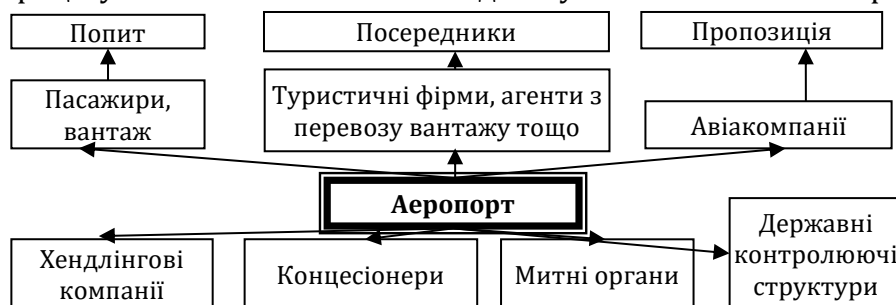 Попит
Посередники
Пропозиція
Пасажири,
вантаж
Туристичні фірми, агенти з
перевозу вантажу тощо
Авіакомпанії
Аеропорт
Хендлінгові
компанії
Концесіонери
Митні органи
Державні
контролюючі
структури